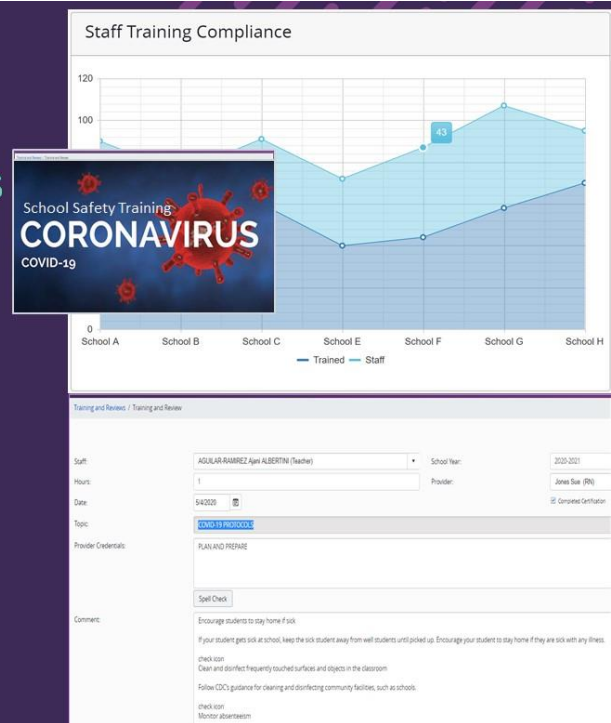 Staff Training Compliance
120
100
43
School Safety Training
CORONAVIRUS
COVID-19
0
School A School B School C School E School F School G School H
Trained Staff
Training and Reviews / Training and Review
Staff: AGUILAR-RAMIREZ Ajani ALBERTINI (Teacher) School Year: 2020-2021
Hours: 1 Provider: Jones Sue (RN)
Date: 5/4/2020 Completed Certification
Topic: COVID-19 PROTOCOLS
Provider Credentials: PLAN AND PREPARE
Spell Check
Comment: Encourage students to stay home if sick
If your student gets sick at school, keep the sick student away from well students until picked up. Encourage your student to stay home if they are sick with any illness.
check icon
Clean and disinfect frequently touched surfaces and objects in the classroom
Follow CDC's guidance for cleaning and disinfecting community facilities, such as schools.
check icon
Monitor absenteeism